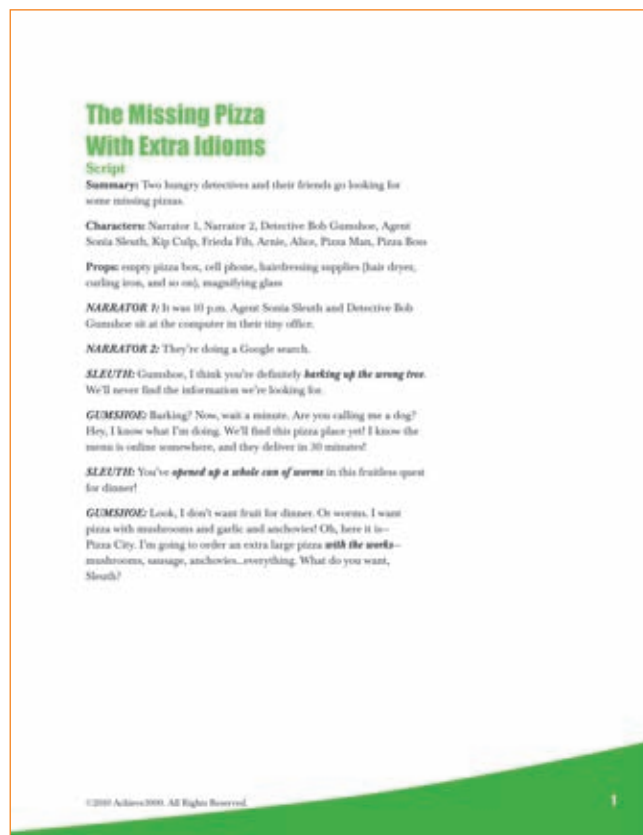 The Missing Pizza
With Extra Idioms
Script
Summary: Two hungry detectives and their friends go looking for
some missing pizzas.
Characters: Narrator 1, Narrator 2, Detective Bob Gumshoe, Agent
Sonia Sleuth, Kip Culp, Frieda Fib, Arnie, Alice, Pizza Man, Pizza Boss
Props: empty pizza box, cell phone, hairdressing supplies (hair dryer,
curling iron, and so on), magnifying glass
NARRATOR 1: It was 10 p.m. Agent Sonia Sleuth and Detective Bob
Gumshoe sit at the computer in their tiny office.
NARRATOR 2: They're doing a Google search.
SLEUTH: Gumshoe, I think you're definitely barking up the wrong tree.
We'll never find the information we're looking for.
GUMSHOE: Barking? Now, wait a minute. Are you calling me a dog?
Hey, I know what I'm doing. We'll find this pizza place yet! I know the
menu is online somewhere, and they deliver in 30 minutes!
SLEUTH: You've opened up a whole can of worms in this fruitless quest
for dinner!
GUMSHOE: Look, I don't want fruit for dinner. Or worms. I want
pizza with mushrooms and garlic and anchovies! Oh, here it is–
Pizza City. I'm going to order an extra large pizza with the works–
mushrooms, sausage, anchovies...everything. What do you want,
Sleuth?
©2010 Achieve3000. All Rights Reserved.
1